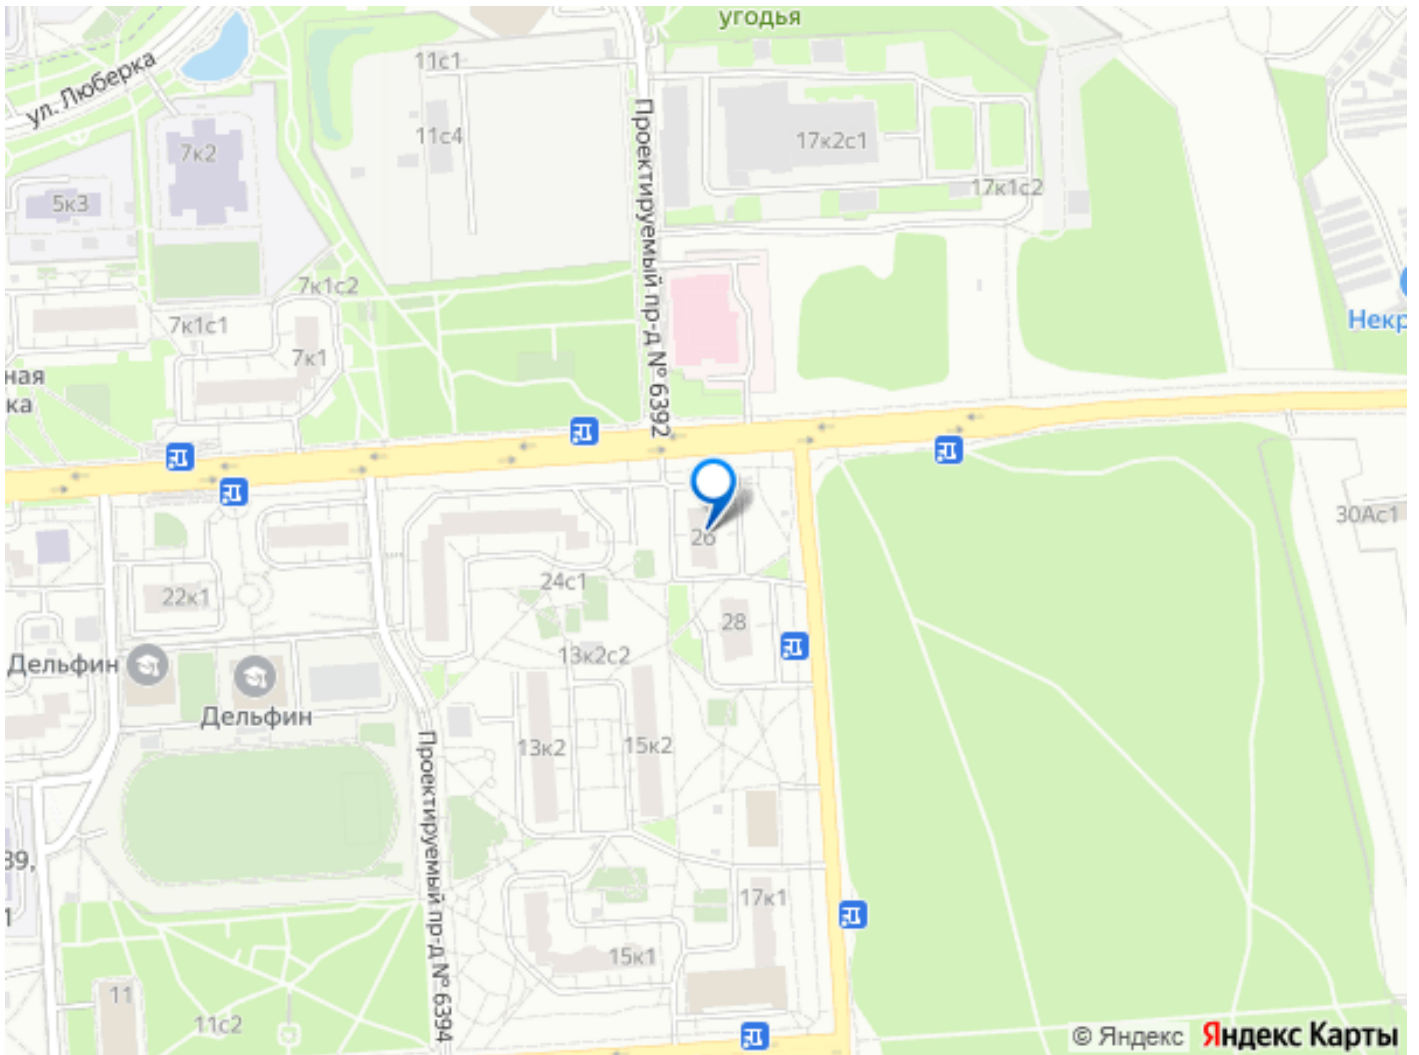 угодья
11с1
ул. Люберка
Проектируемый пр-д № 6392
11с4
17к2с1
7к2
17к1с2
5к3
7к1с2
7к1с1
Некр
7к1
ная
ка
30Ас1
26
24с1
22к1
28
13к2с2
Дельфин
Дельфин
Проектируемый пр-д № 6394
13к2
15к2
39,
17к1
1
15к1
11
11с2
© Яндекс Яндекс Карты